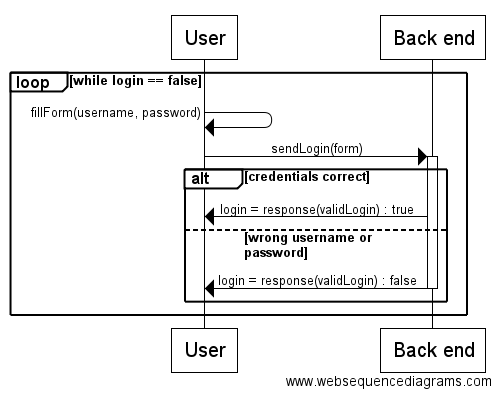 User
Back end
loop
[while login == false]
fillForm(username, password)
sendLogin(form)
alt
[credentials correct]
login = response(validLogin) : true
[wrong username or
password]
login = response(validLogin) : false
User
Back end
www.websequencediagrams.com